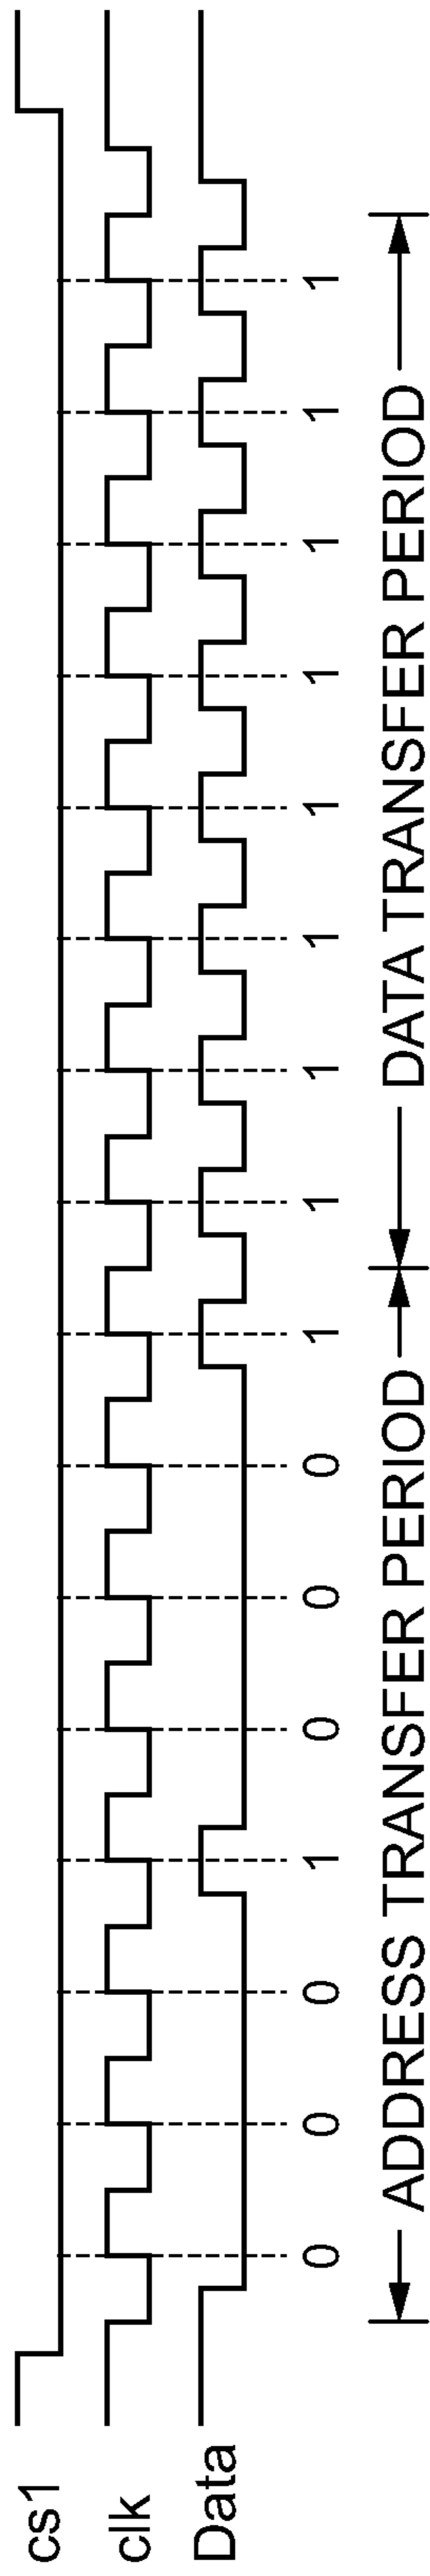 cs1
clk
Data
0 0 0 1 0 0 0 1 1 1 1 1 1 1 1 1
ADDRESS TRANSFER PERIOD DATA TRANSFER PERIOD